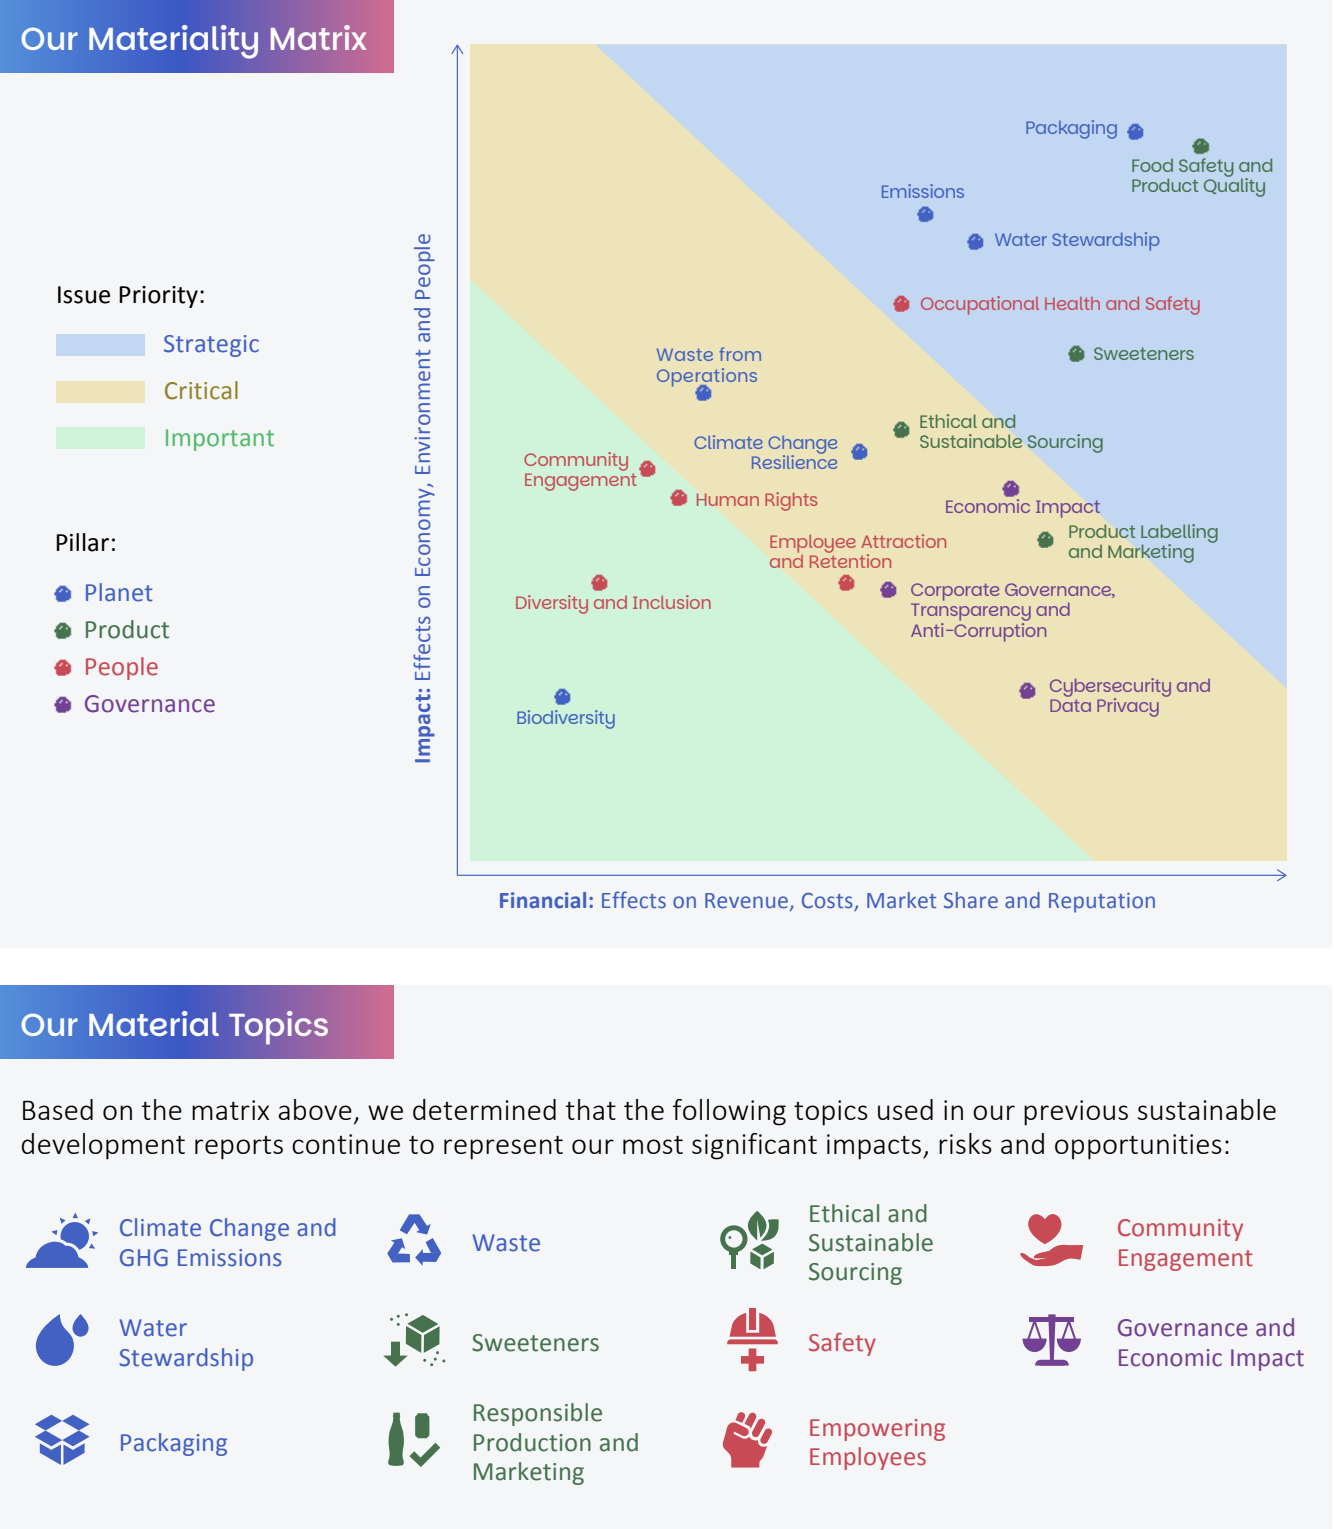 Our Materiality Matrix
Packaging
Food Safety and
Product Quality
Emissions
Water Stewardship
Impact: Effects on Economy, Environment and People
Issue Priority:
Strategic
Critical
Important
Occupational Health and Safety
Waste from
Operations
Sweeteners
Ethical and
Sustainable Sourcing
Climate Change
Resilience
Community
Engagement
Human Rights
Economic Impact
Product Labelling
and Marketing
Employee Attraction
and Retention
Pillar:
Planet
Product
People
Governance
Diversity and Inclusion
Corporate Governance,
Transparency and
Anti-Corruption
Cybersecurity and
Data Privacy
Biodiversity
Financial: Effects on Revenue, Costs, Market Share and Reputation
Our Material Topics
Based on the matrix above, we determined that the following topics used in our previous sustainable
development reports continue to represent our most significant impacts, risks and opportunities:
Climate Change and
GHG Emissions
Waste
Ethical and
Sustainable
Sourcing
Community
Engagement
Water
Stewardship
Sweeteners
Safety
Governance and
Economic Impact
Packaging
Responsible
Production and
Marketing
Empowering
Employees